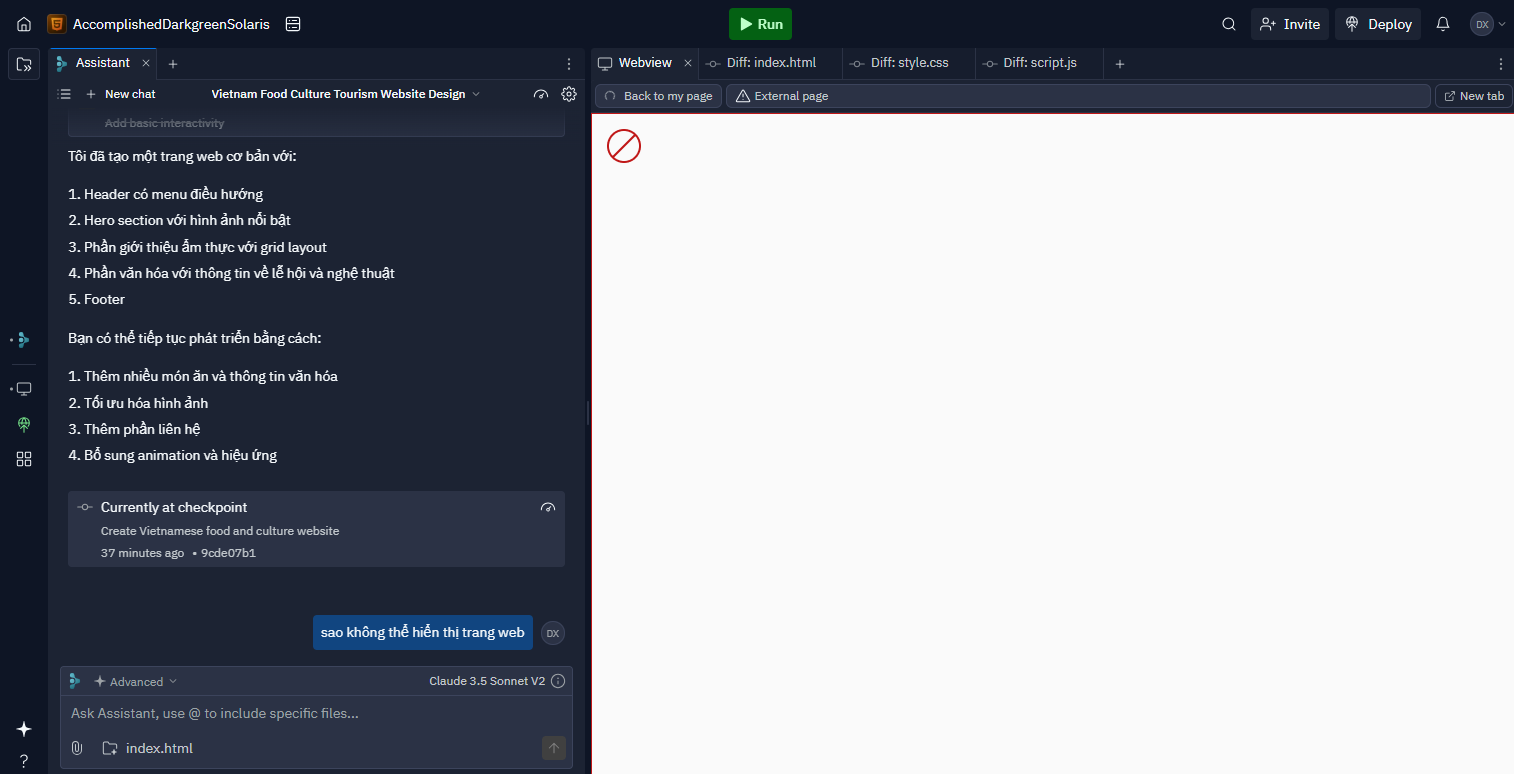 AccomplishedDarkgreenSolaris
Run
Invite
Deploy
DX
Assistant
Webview
Diff: index.html
Diff: style.css
Diff: script.js
New chat
Vietnam Food Culture Tourism Website Design
Back to my page
External page
New tab
Add basic interactivity
Tôi đã tạo một trang web cơ bản với:
1. Header có menu điều hướng
2. Hero section với hình ảnh nổi bật
3. Phần giới thiệu ẩm thực với grid layout
4. Phần văn hóa với thông tin về lễ hội và nghệ thuật
5. Footer
Bạn có thể tiếp tục phát triển bằng cách:
1. Thêm nhiều món ăn và thông tin văn hóa
2. Tối ưu hóa hình ảnh
3. Thêm phần liên hệ
4. Bổ sung animation và hiệu ứng
Currently at checkpoint
Create Vietnamese food and culture website
37 minutes ago • 9cde07b1
sao không thể hiển thị trang web
DX
Advanced
Claude 3.5 Sonnet V2
Ask Assistant, use @ to include specific files...
index.html